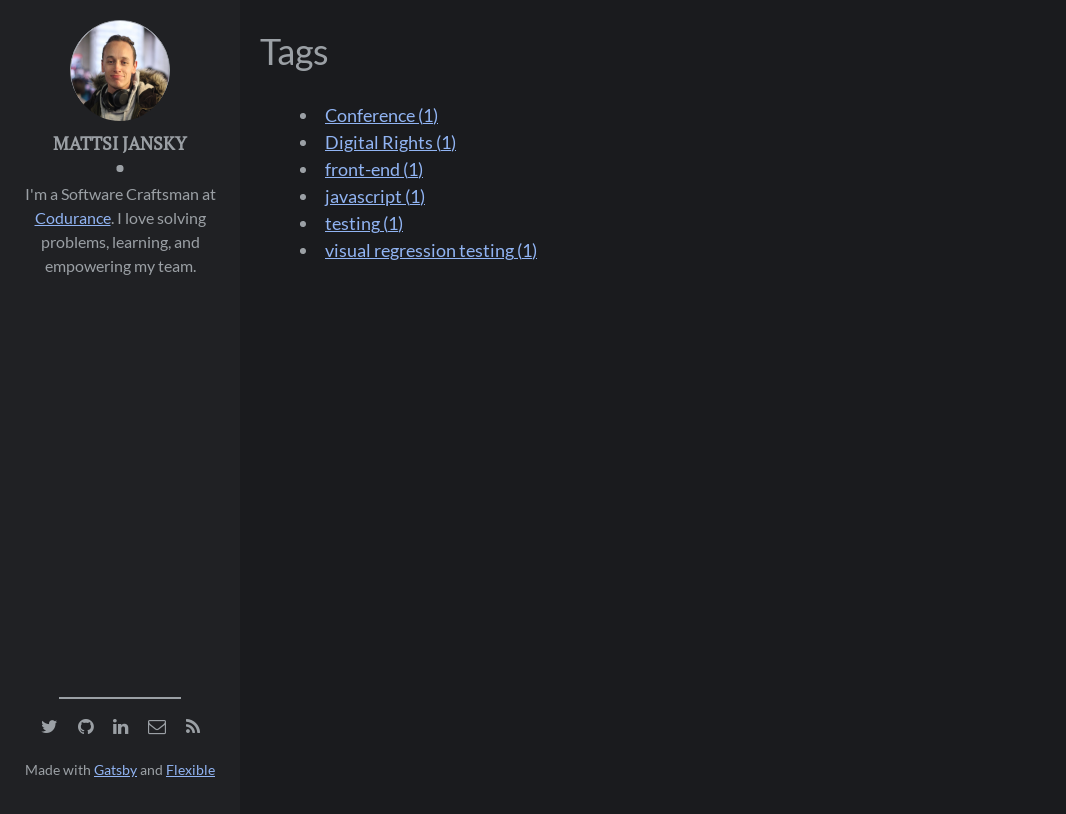 MATTSI JANSKY
I'm a Software Craftsman at
Codurance. I love solving
problems, learning, and
empowering my team.
Made with Gatsby and Flexible
Tags
Conference (1)
Digital Rights (1)
front-end (1)
javascript (1)
testing (1)
visual regression testing (1)